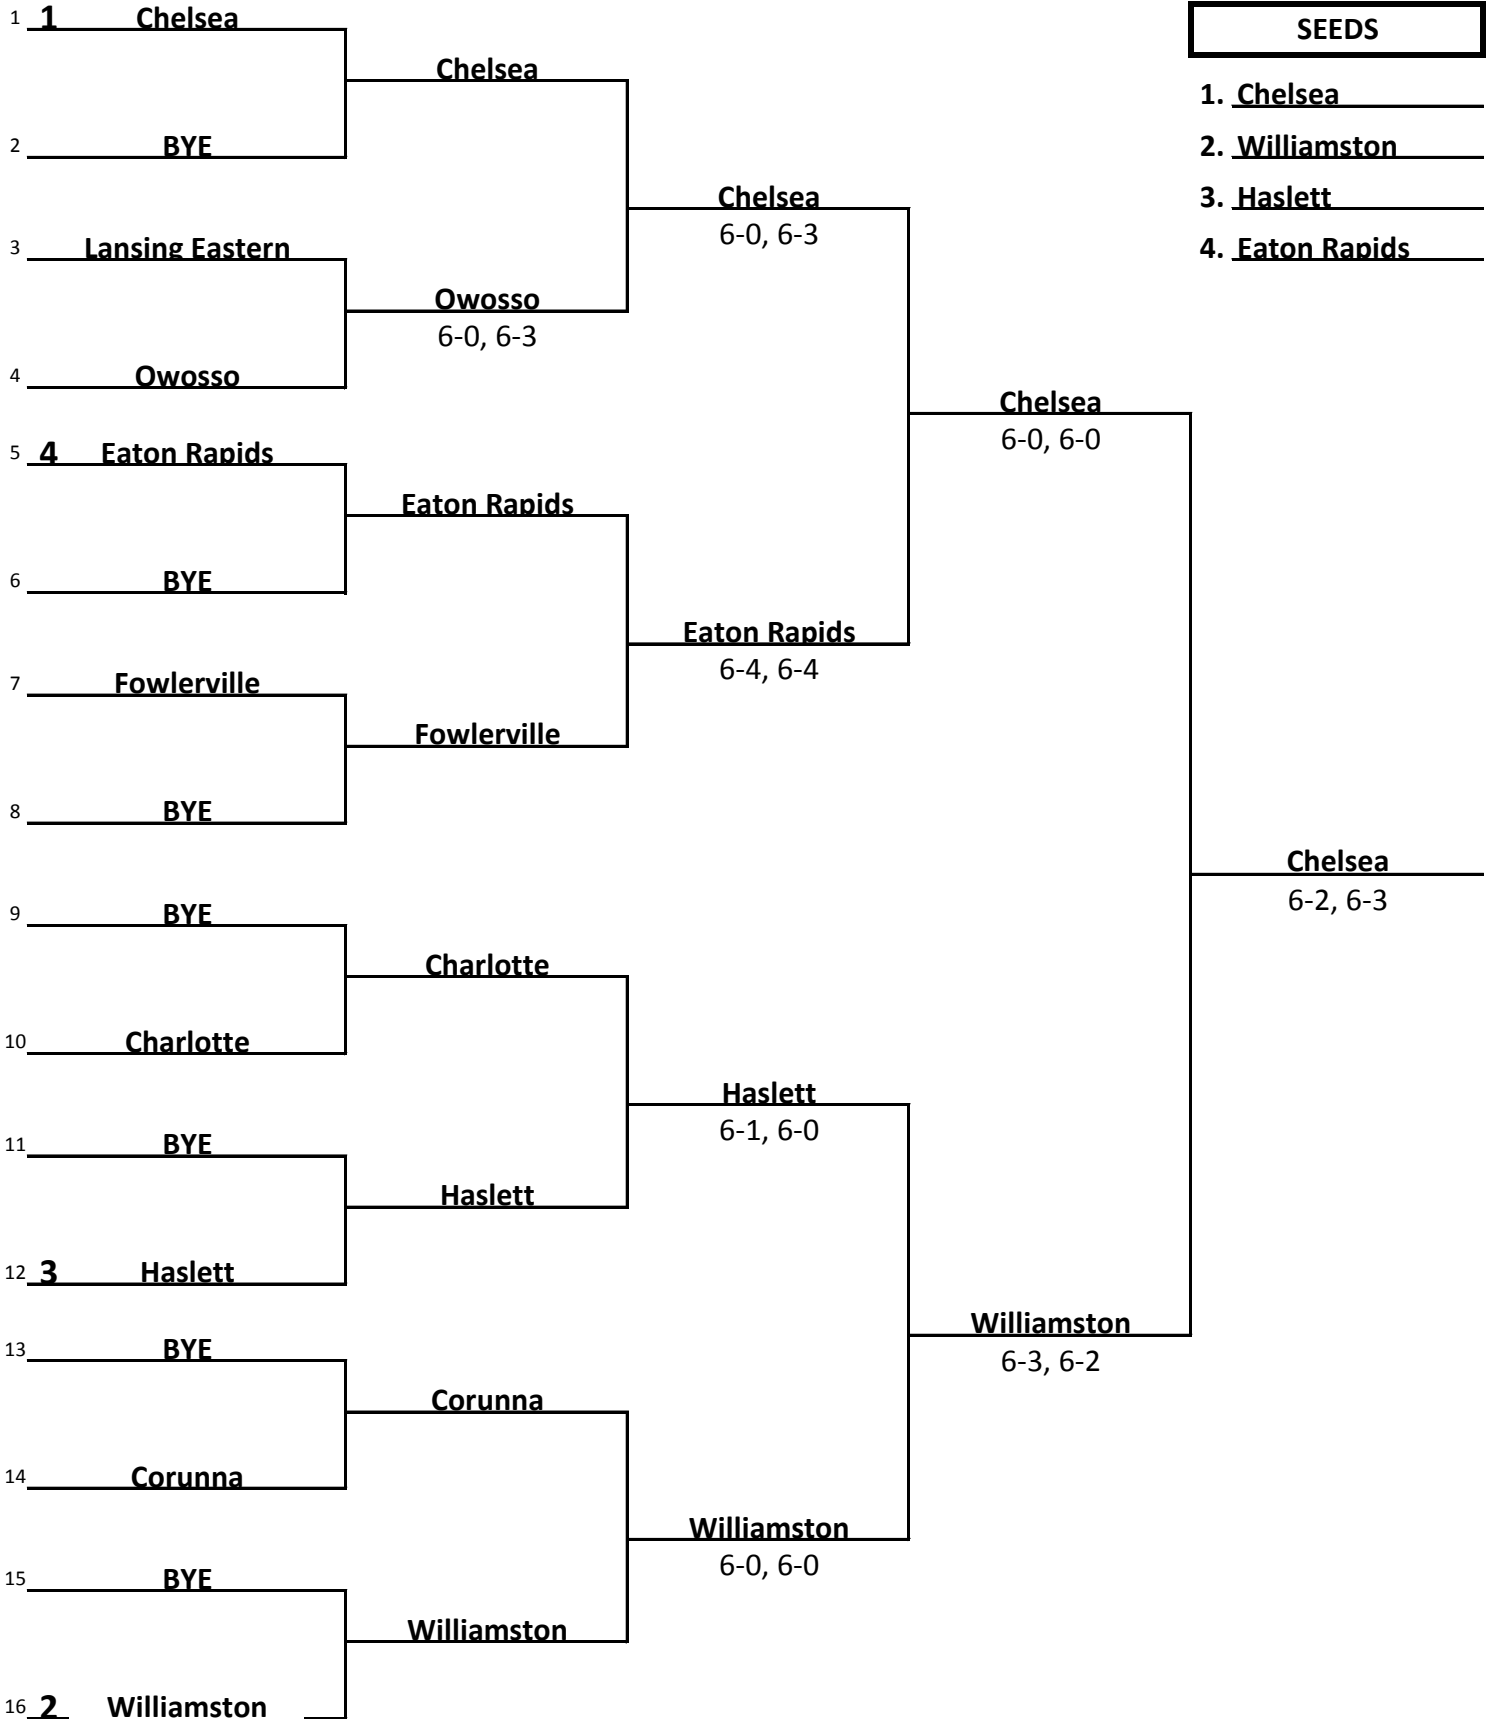 1 1 Chelsea
Chelsea
2 BYE
Chelsea
6-0, 6-3
3 Lansing Eastern
Owosso
6-0, 6-3
4 Owosso
Chelsea
6-0, 6-0
5 4 Eaton Rapids
Eaton Rapids
6 BYE
Eaton Rapids
6-4, 6-4
7 Fowlerville
Fowlerville
8 BYE
Chelsea
6-2, 6-3
9 BYE
Charlotte
10 Charlotte
Haslett
6-1, 6-0
11 BYE
Haslett
12 3 Haslett
Williamston
6-3, 6-2
13 BYE
Corunna
14 Corunna
Williamston
6-0, 6-0
15 BYE
Williamston
16 2 Williamston
SEEDS
1. Chelsea
2. Williamston
3. Haslett
4. Eaton Rapids